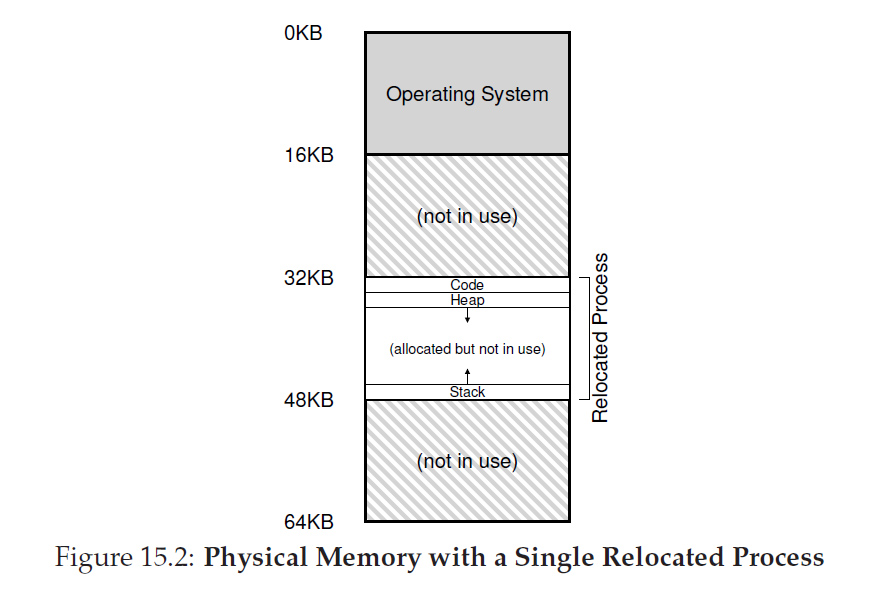 0KB
Operating System
16KB
(not in use)
32KB
Code
Heap
(allocated but not in use)
Stack
48KB
Relocated Process
(not in use)
64KB
Figure 15.2: Physical Memory with a Single Relocated Process